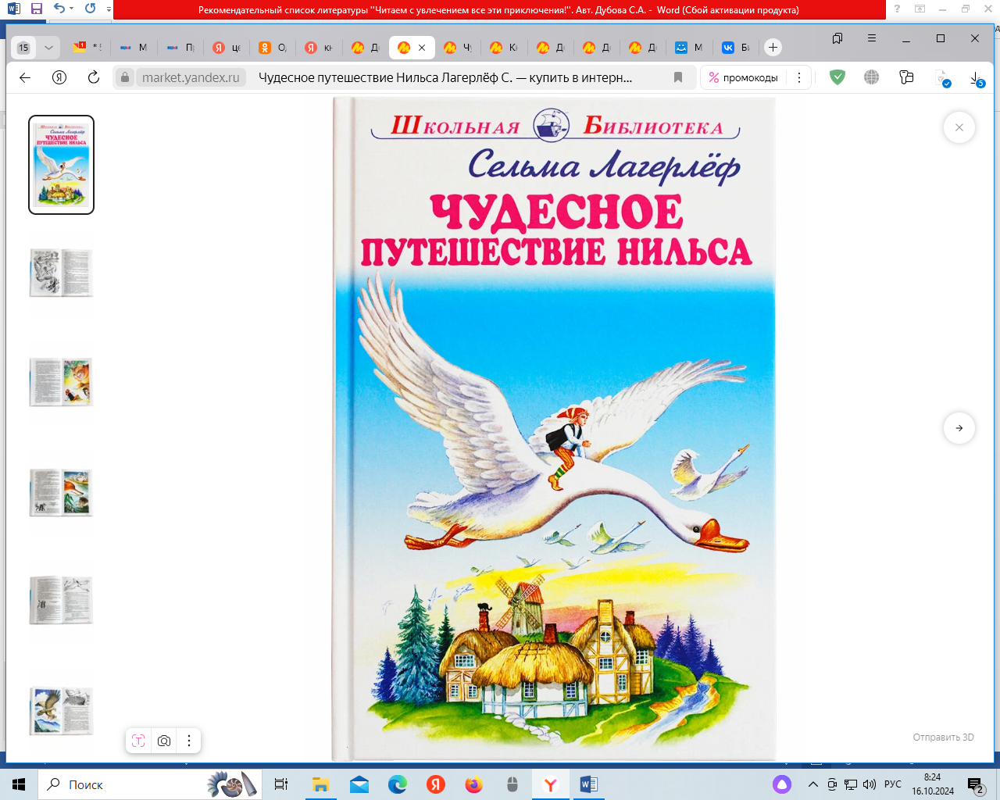 Рекомендательный список литературы "Читаем с увлечением все эти приключения!". Авт. Дубова С.А. - Word (Сбой активации продукта)
15
market.yandex.ru
Чудесное путешествие Нильса Лагерлёф С. — купить в интерн...
промокоды
5
ШКОЛЬНАЯ БИБЛИОТЕКА
Сельма Лагерлёф
ЧУДЕСНОЕ
ПУТЕШЕСТВИЕ НИЛЬСА
Отправить 3D
Поиск
РУС
8:24
16.10.2024
2